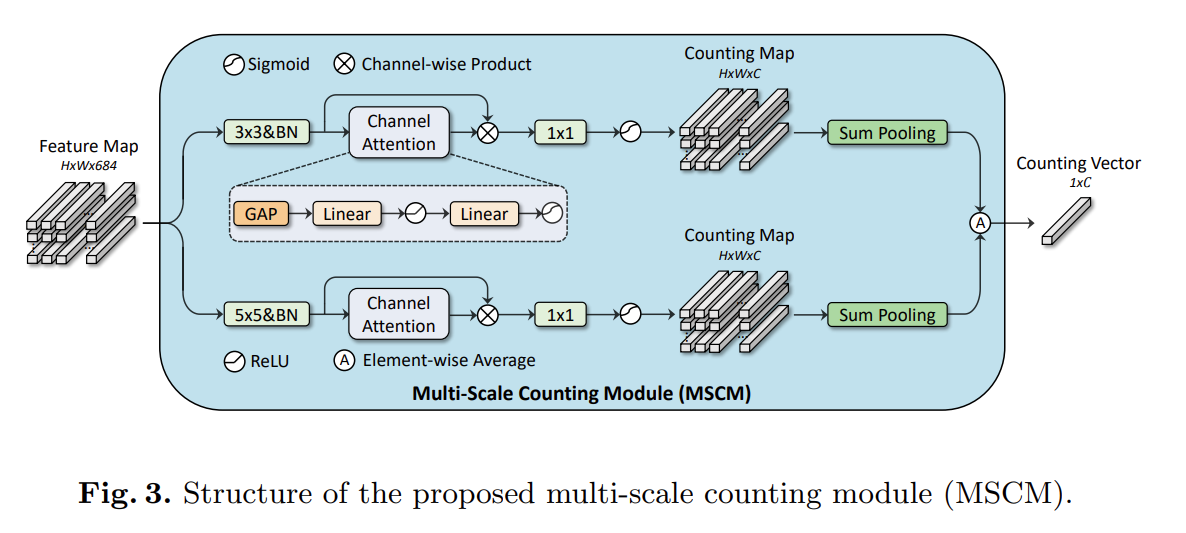 Sigmoid
Channel-wise Product
Counting Map
HxWxC
Feature Map
HxWx684
3x3&BN
Channel
Attention
1x1
Sum Pooling
Counting Vector
1xC
GAP
Linear
Linear
A
Counting Map
HxWxC
5x5&BN
Channel
Attention
1x1
Sum Pooling
ReLU
A Element-wise Average
Multi-Scale Counting Module (MSCM)
Fig. 3. Structure of the proposed multi-scale counting module (MSCM).